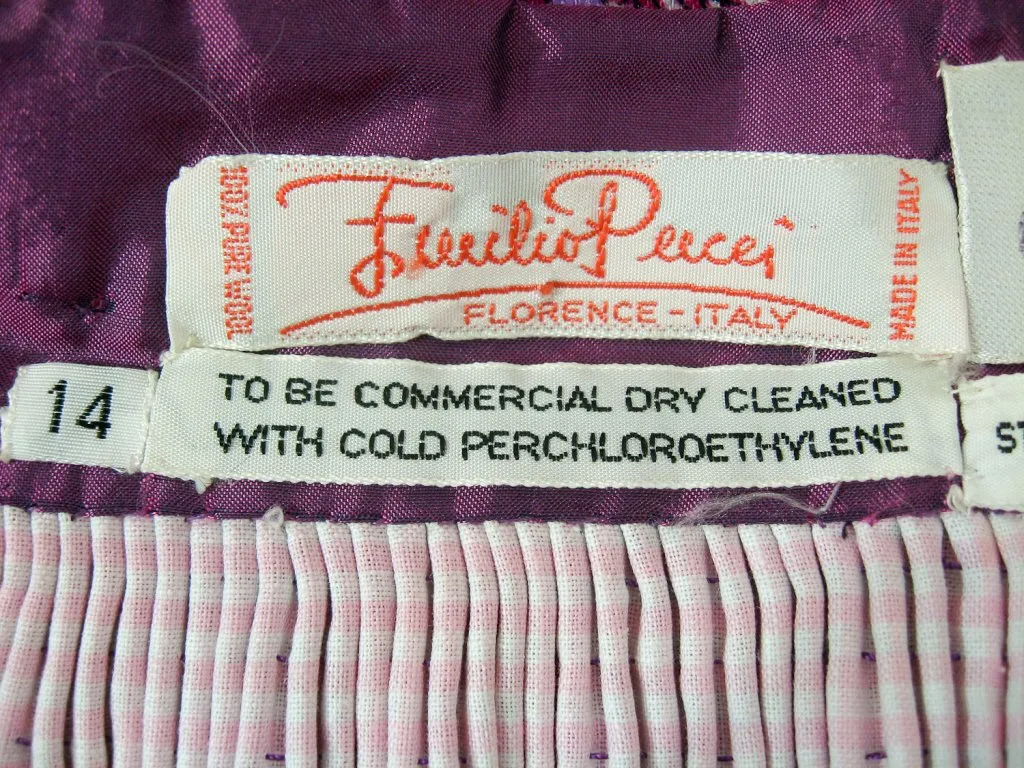 100% PURE WOOL
Emilio Pucci
FLORENCE - ITALY
MADE IN ITALY
14
TO BE COMMERCIAL DRY CLEANED
WITH COLD PERCHLOROETHYLENE